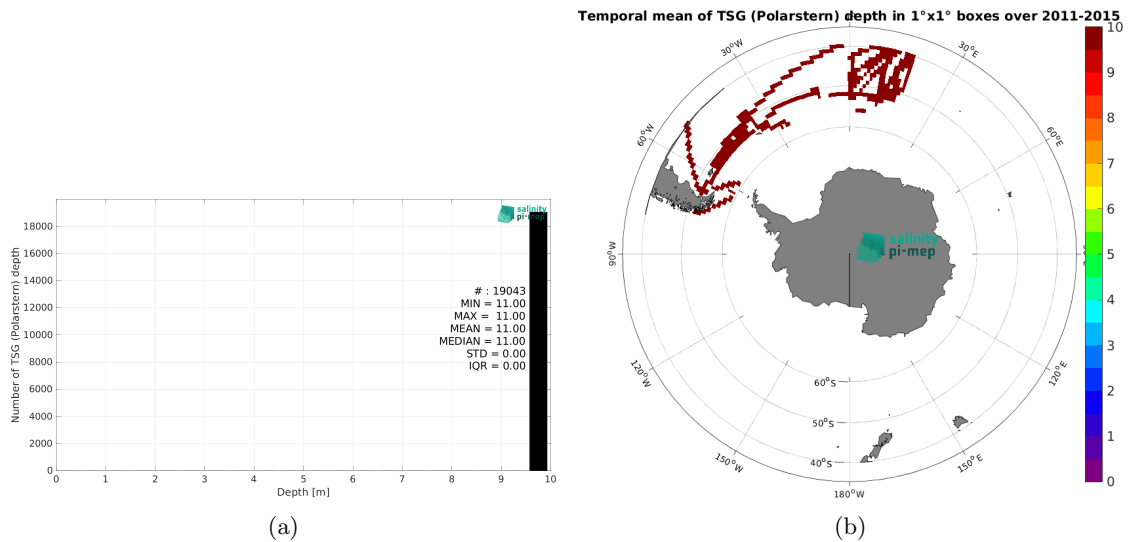 Number of TSG (Polarstern) depth
18000
16000
14000
12000
10000
8000
6000
4000
2000
0
salinity
pi-mep
# : 19043
MIN = 11.00
MAX = 11.00
MEAN = 11.00
MEDIAN = 11.00
STD = 0.00
IQR = 0.00
0 1 2 3 4 5 6 7 8 9 10
Depth [m]
(a)
Temporal mean of TSG (Polarstern) depth in 1°x1° boxes over 2011-2015
30°W
30°E
60°W
60°E
90°W
salinity
pi-mep
120°W
120°E
60°S
50°S
40°S
150°W
150°E
180°W
10
9
8
7
6
5
4
3
2
1
0
(b)